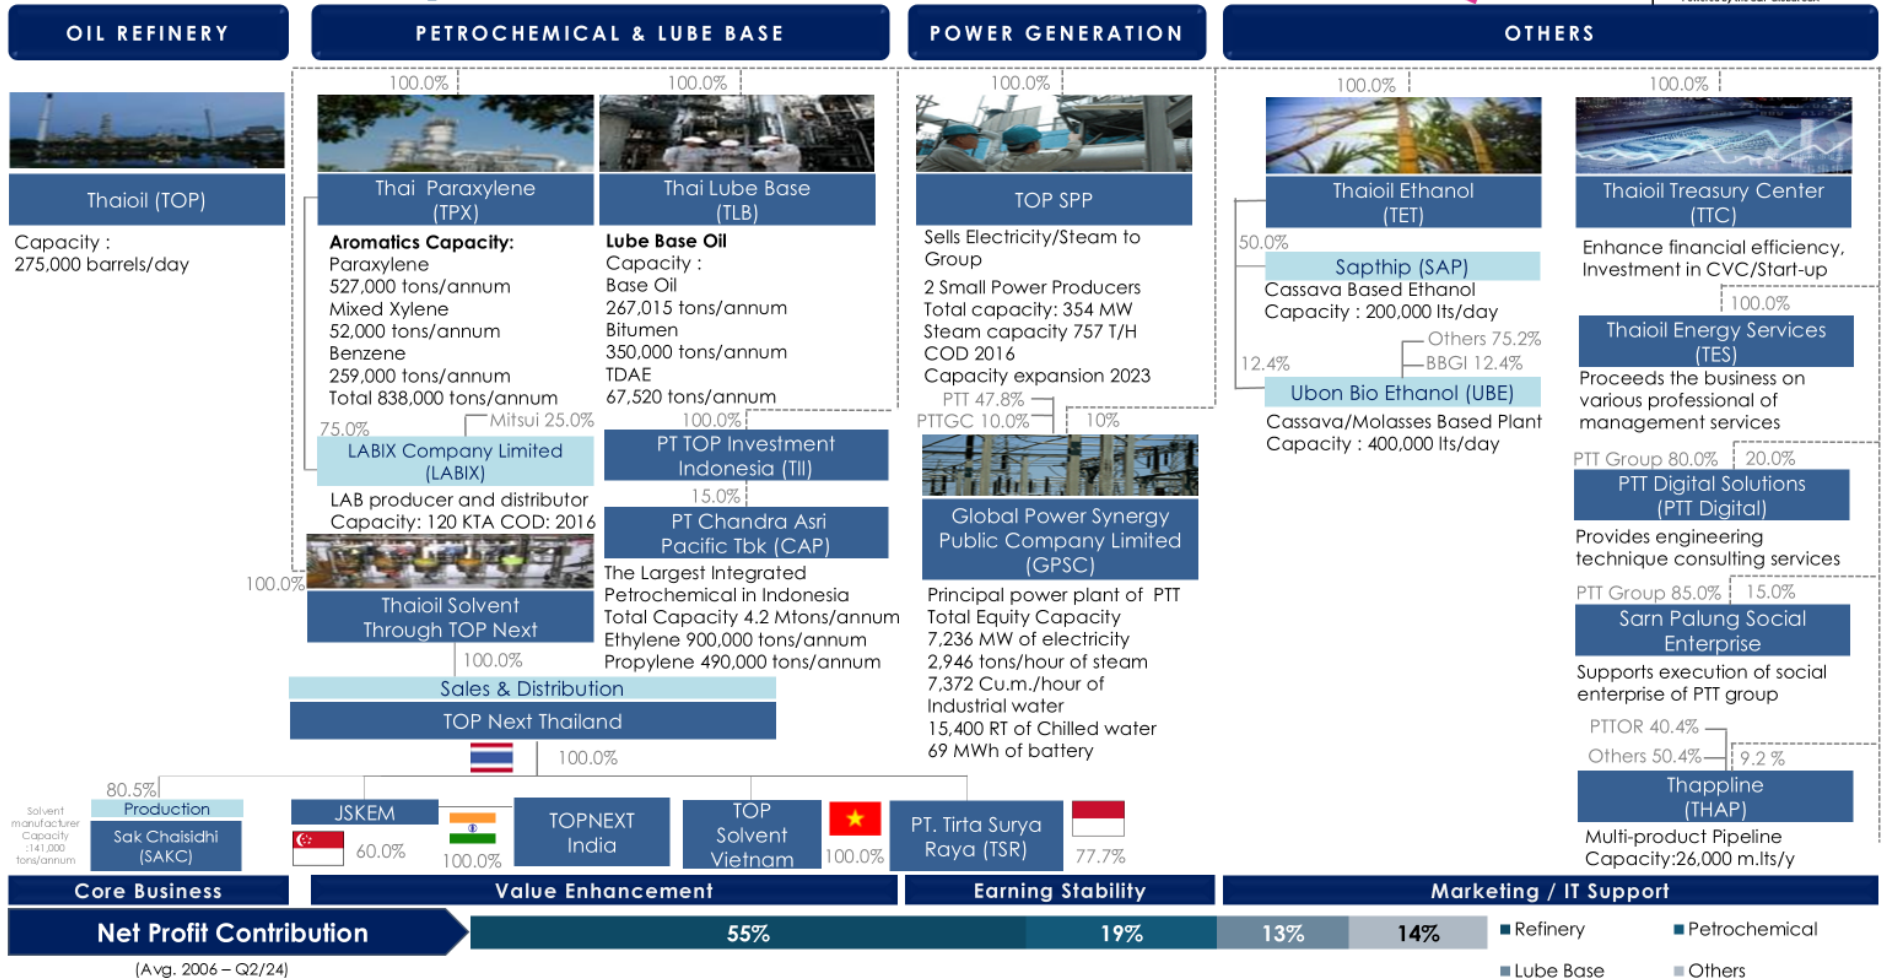 OIL REFINERY
PETROCHEMICAL & LUBE BASE
POWER GENERATION
OTHERS
100.0%
100.0%
100.0%
100.0%
100.0%
Thaioil (TOP)
Capacity :
275,000 barrels/day
Thai Paraxylene
(TPX)
Aromatics Capacity:
Paraxylene
527,000 tons/annum
Mixed Xylene
52,000 tons/annum
Benzene
259,000 tons/annum
Total 838,000 tons/annum
Mitsui 25.0%
75.0%
LABIX Company Limited
(LABIX)
LAB producer and distributor
Capacity: 120 KTA COD: 2016
100.0%
Thaioil Solvent
Through TOP Next
100.0%
Thai Lube Base
(TLB)
Lube Base Oil
Capacity :
Base Oil
267,015 tons/annum
Bitumen
350,000 tons/annum
TDAE
67,520 tons/annum
100.0%
PT TOP Investment
Indonesia (TII)
15.0%
PT Chandra Asri
Pacific Tbk (CAP)
The Largest Integrated
Petrochemical in Indonesia
Total Capacity 4.2 Mtons/annum
Ethylene 900,000 tons/annum
Propylene 490,000 tons/annum
Sales & Distribution
TOP Next Thailand
100.0%
80.5%
Production
Sak Chaisidhi
(SAKC)
Solvent
manufacturer
Capacity
:141,000
tons/annum
JSKEM
60.0%
100.0%
TOPNEXT
India
TOP
Solvent
Vietnam
100.0%
PT. Tirta Surya
Raya (TSR)
77.7%
TOP SPP
Sells Electricity/Steam to
Group
2 Small Power Producers
Total capacity: 354 MW
Steam capacity 757 T/H
COD 2016
Capacity expansion 2023
PTT 47.8%
PTTGC 10.0%
10%
Global Power Synergy
Public Company Limited
(GPSC)
Principal power plant of PTT
Total Equity Capacity
7,236 MW of electricity
2,946 tons/hour of steam
7,372 Cu.m./hour of
Industrial water
15,400 RT of Chilled water
69 MWh of battery
Thaioil Ethanol
(TET)
50.0%
Sapthip (SAP)
Cassava Based Ethanol
Capacity : 200,000 lts/day
Others 75.2%
BBGI 12.4%
12.4%
Ubon Bio Ethanol (UBE)
Cassava/Molasses Based Plant
Capacity : 400,000 lts/day
Thaioil Treasury Center
(TTC)
Enhance financial efficiency,
Investment in CVC/Start-up
100.0%
Thaioil Energy Services
(TES)
Proceeds the business on
various professional of
management services
PTT Group 80.0%
20.0%
PTT Digital Solutions
(PTT Digital)
Provides engineering
technique consulting services
PTT Group 85.0%
15.0%
Sarn Palung Social
Enterprise
Supports execution of social
enterprise of PTT group
PTTOR 40.4%
Others 50.4%
9.2 %
Thappline
(THAP)
Multi-product Pipeline
Capacity:26,000 m.lts/y
Core Business
Value Enhancement
Earning Stability
Marketing / IT Support
Net Profit Contribution
55%
19%
13%
14%
Refinery
Petrochemical
Lube Base
Others
(Avg. 2006 – Q2/24)